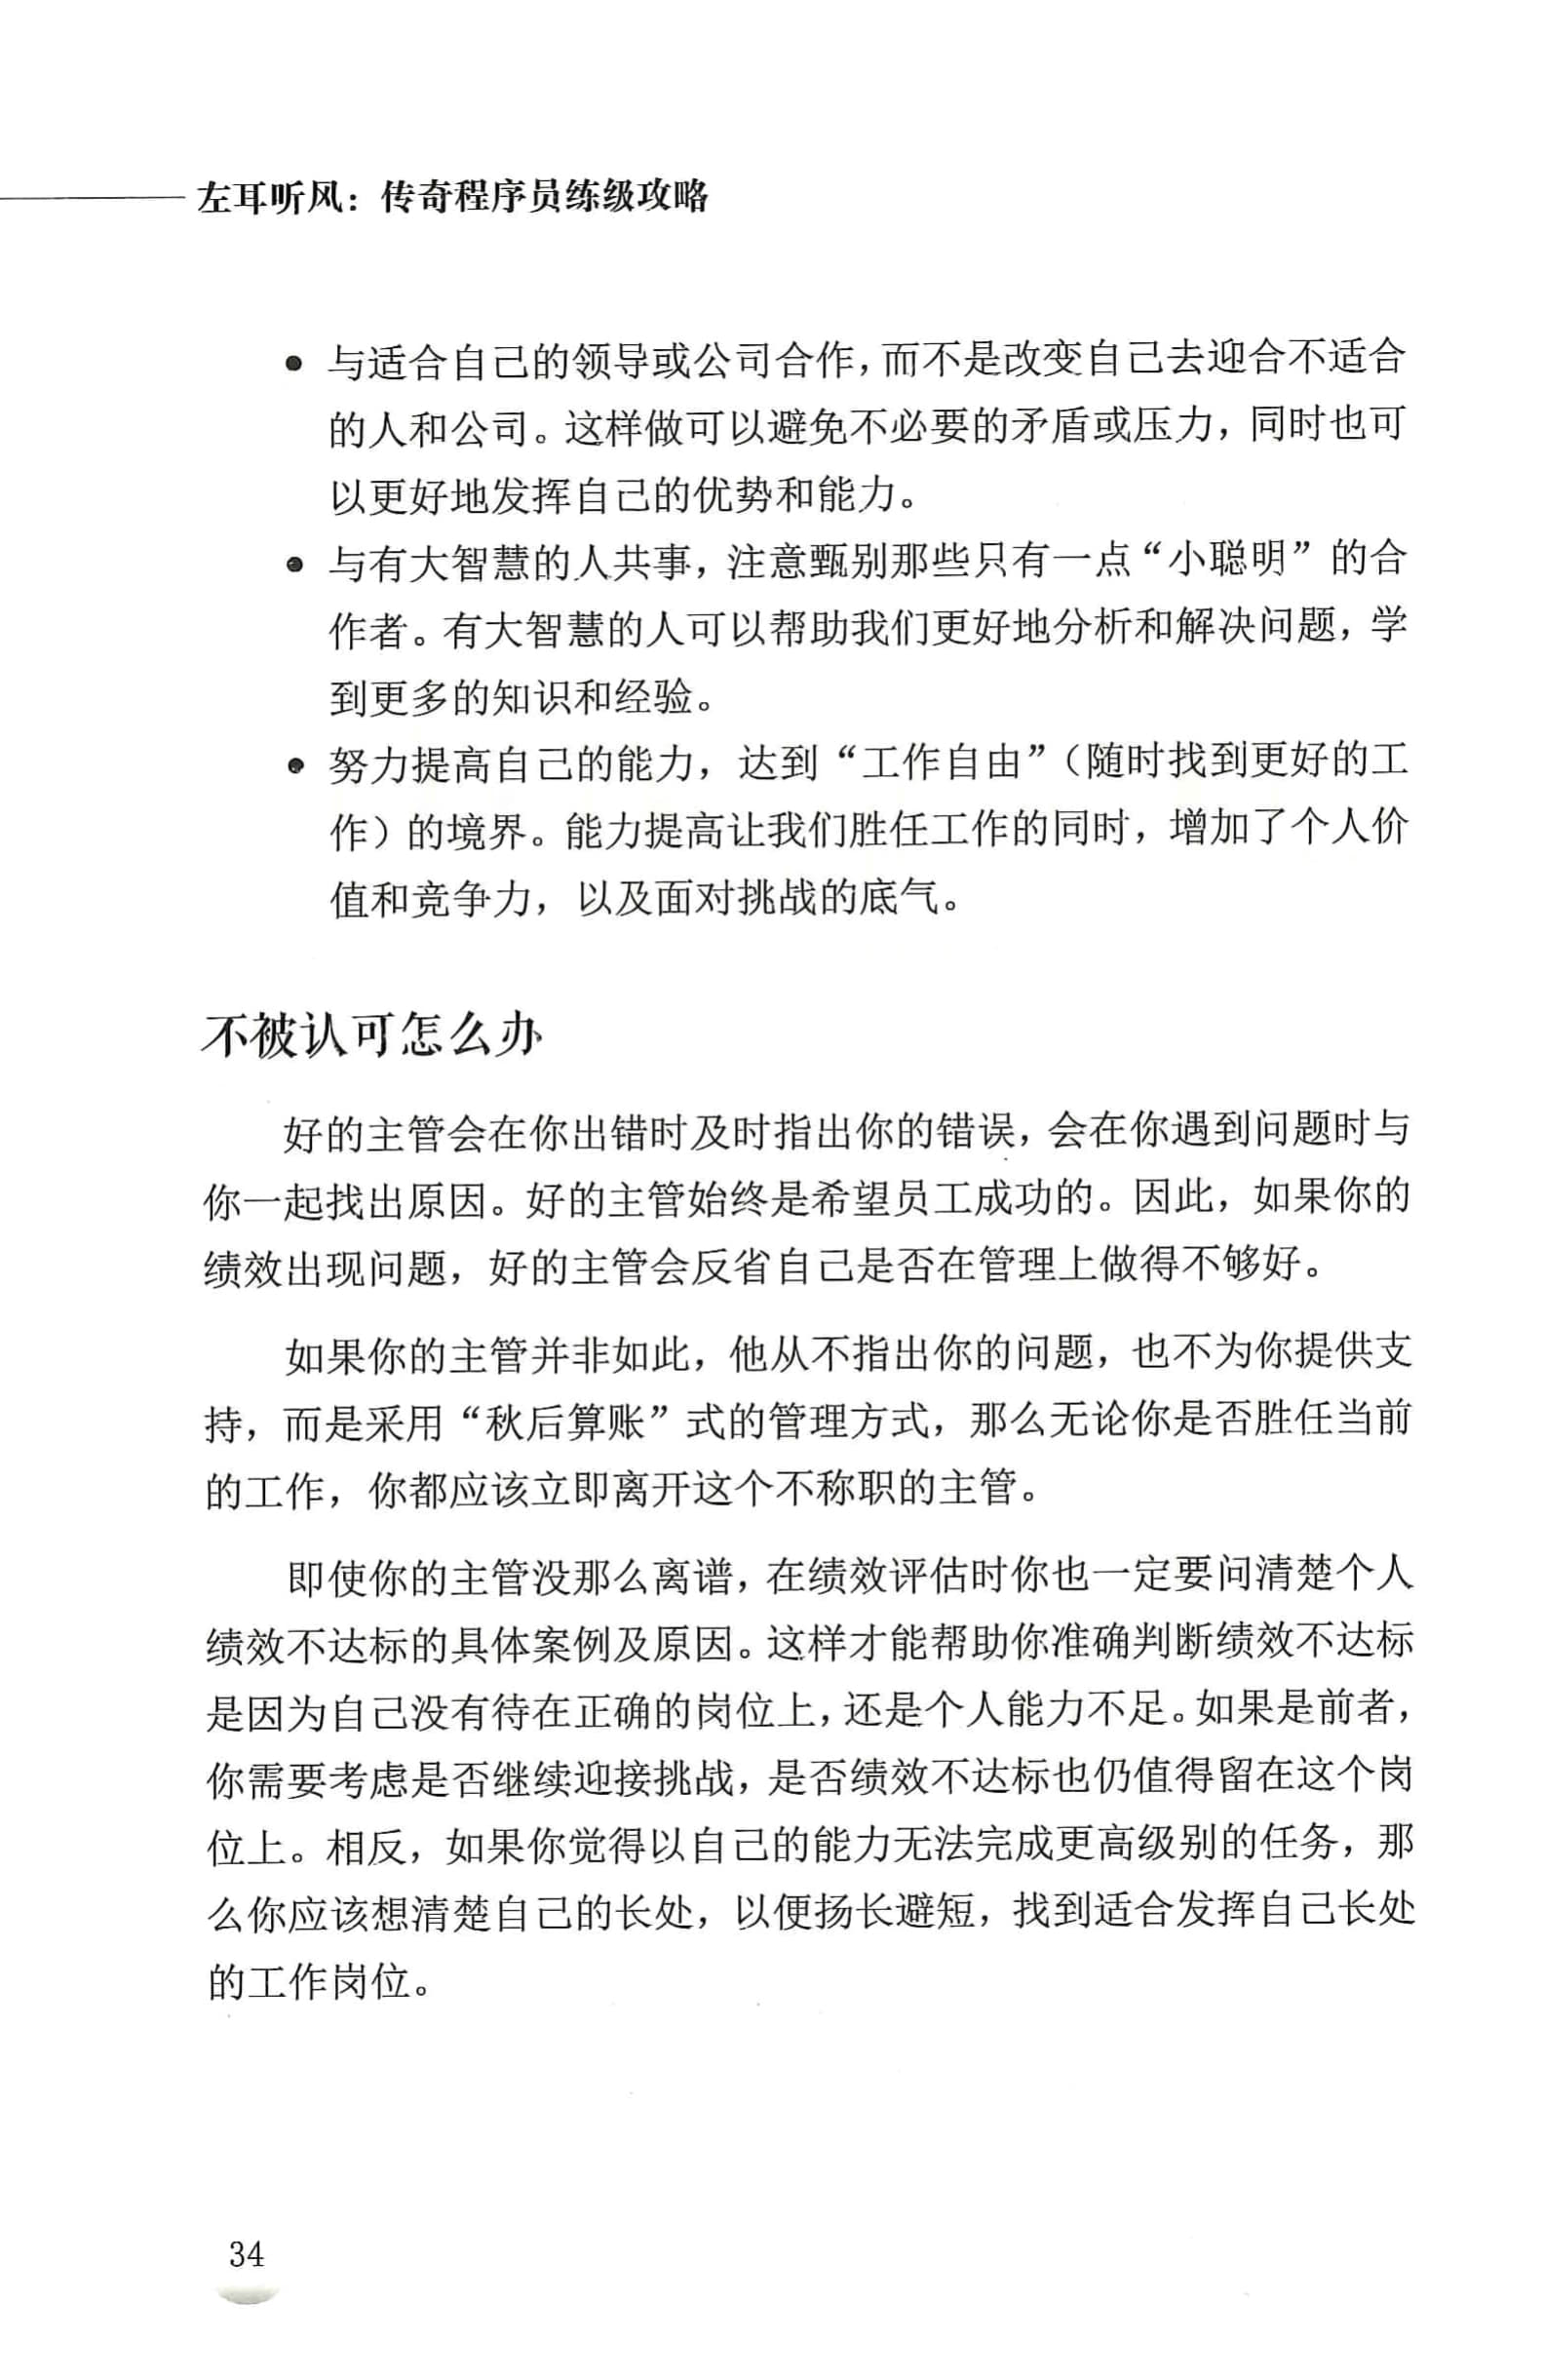 左耳听风：传奇程序员练级攻略
● 与适合自己的领导或公司合作，而不是改变自己去迎合不适合
的人和公司。这样做可以避免不必要的矛盾或压力，同时也可
以更好地发挥自己的优势和能力。
● 与有大智慧的人共事，注意甄别那些只有一点“小聪明”的合
作者。有大智慧的人可以帮助我们更好地分析和解决问题，学
到更多的知识和经验。
● 努力提高自己的能力，达到“工作自由”（随时找到更好的工
作）的境界。能力提高让我们胜任工作的同时，增加了个人价
值和竞争力，以及面对挑战的底气。
不被认可怎么办
好的主管会在你出错时及时指出你的错误，会在你遇到问题时与
你一起找出原因。好的主管始终是希望员工成功的。因此，如果你的
绩效出现问题，好的主管会反省自己是否在管理上做得不够好。
如果你的主管并非如此，他从不指出你的问题，也不为你提供支
持，而是采用“秋后算账”式的管理方式，那么无论你是否胜任当前
的工作，你都应该立即离开这个不称职的主管。
即使你的主管没那么离谱，在绩效评估时你也一定要问清楚个人
绩效不达标的具体案例及原因。这样才能帮助你准确判断绩效不达标
是因为自己没有待在正确的岗位上，还是个人能力不足。如果是前者，
你需要考虑是否继续迎接挑战，是否绩效不达标也仍值得留在这个岗
位上。相反，如果你觉得以自己的能力无法完成更高级别的任务，那
么你应该想清楚自己的长处，以便扬长避短，找到适合发挥自己长处
的工作岗位。
34